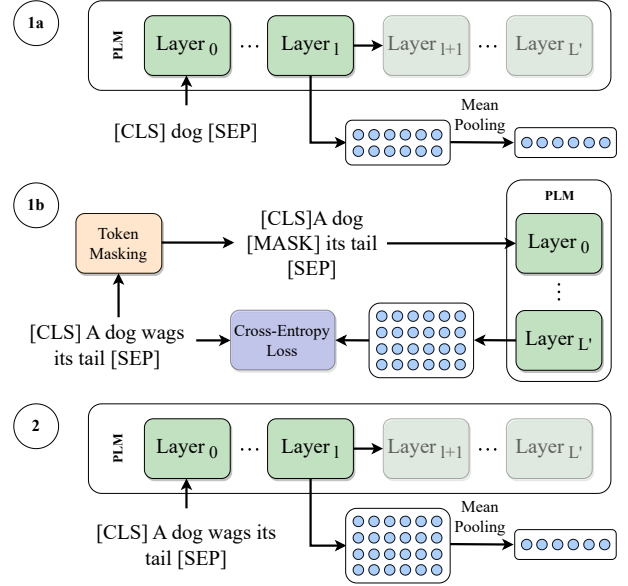 1a
PLM
Layer 0 ... Layer l Layer l+1 ... Layer L'
[CLS] dog [SEP]
Mean
Pooling
1b
PLM
Token
Masking
[CLS]A dog
[MASK] its tail
[SEP]
Layer 0
...
[CLS] A dog wags
its tail [SEP]
Cross-Entropy
Loss
Layer L'
2
PLM
Layer 0 ... Layer l Layer l+1 ... Layer L'
[CLS] A dog wags its
tail [SEP]
Mean
Pooling